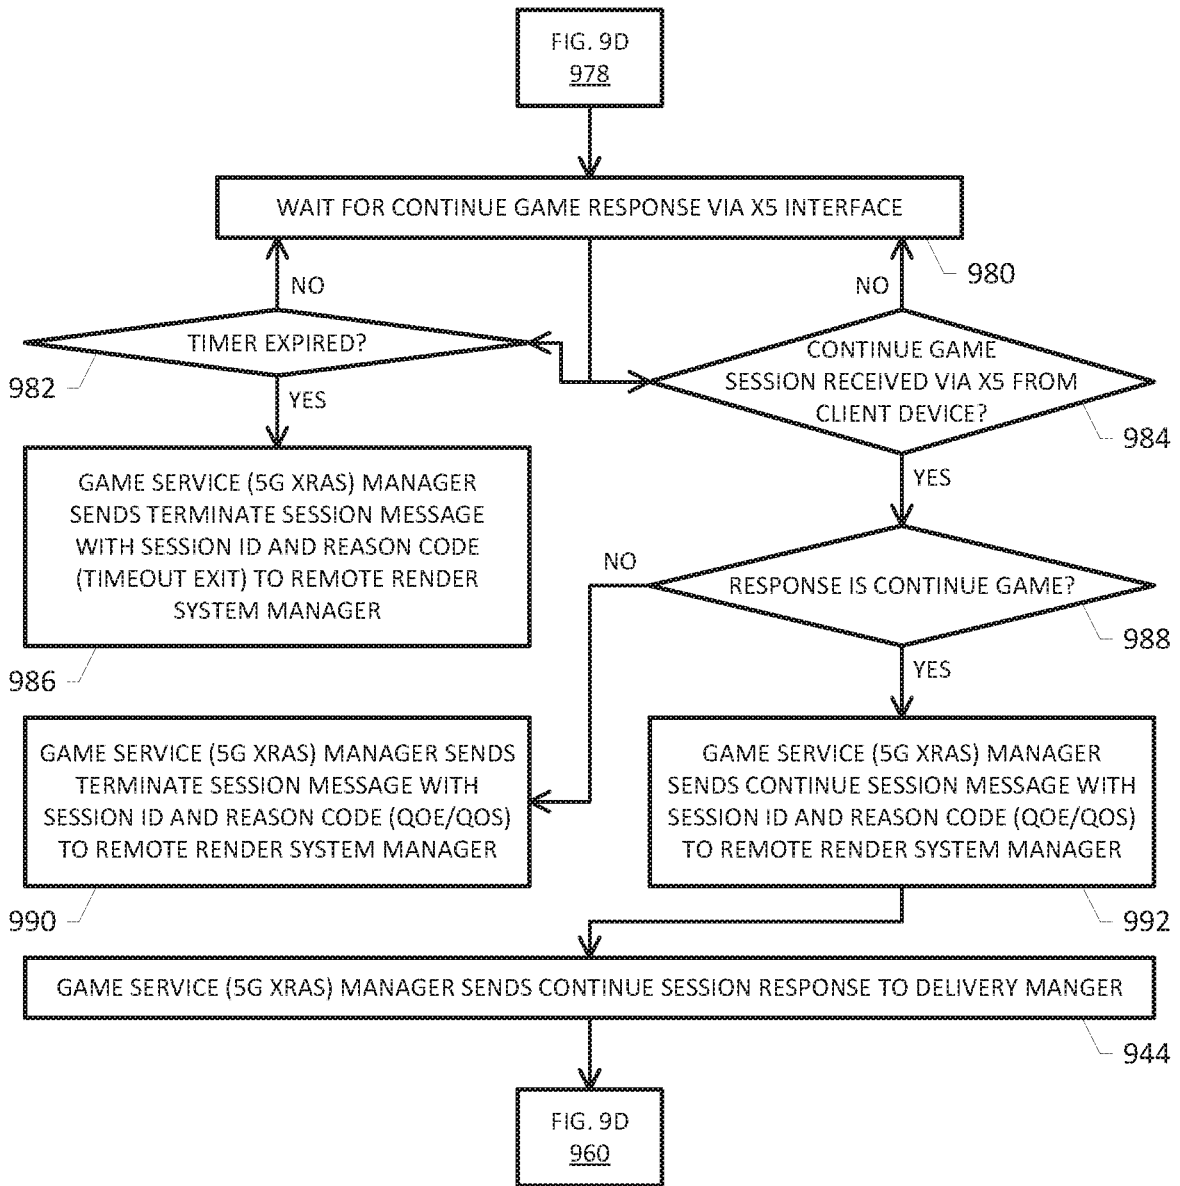 FIG. 9D
978
WAIT FOR CONTINUE GAME RESPONSE VIA X5 INTERFACE
980
NO
NO
TIMER EXPIRED?
982
CONTINUE GAME
SESSION RECEIVED VIA X5 FROM
CLIENT DEVICE?
984
YES
YES
GAME SERVICE (5G XRAS) MANAGER
SENDS TERMINATE SESSION MESSAGE
WITH SESSION ID AND REASON CODE
(TIMEOUT EXIT) TO REMOTE RENDER
SYSTEM MANAGER
986
NO
RESPONSE IS CONTINUE GAME?
988
YES
GAME SERVICE (5G XRAS) MANAGER SENDS
TERMINATE SESSION MESSAGE WITH
SESSION ID AND REASON CODE (QOE/QOS)
TO REMOTE RENDER SYSTEM MANAGER
990
GAME SERVICE (5G XRAS) MANAGER
SENDS CONTINUE SESSION MESSAGE WITH
SESSION ID AND REASON CODE (QOE/QOS)
TO REMOTE RENDER SYSTEM MANAGER
992
GAME SERVICE (5G XRAS) MANAGER SENDS CONTINUE SESSION RESPONSE TO DELIVERY MANGER
944
FIG. 9D
960